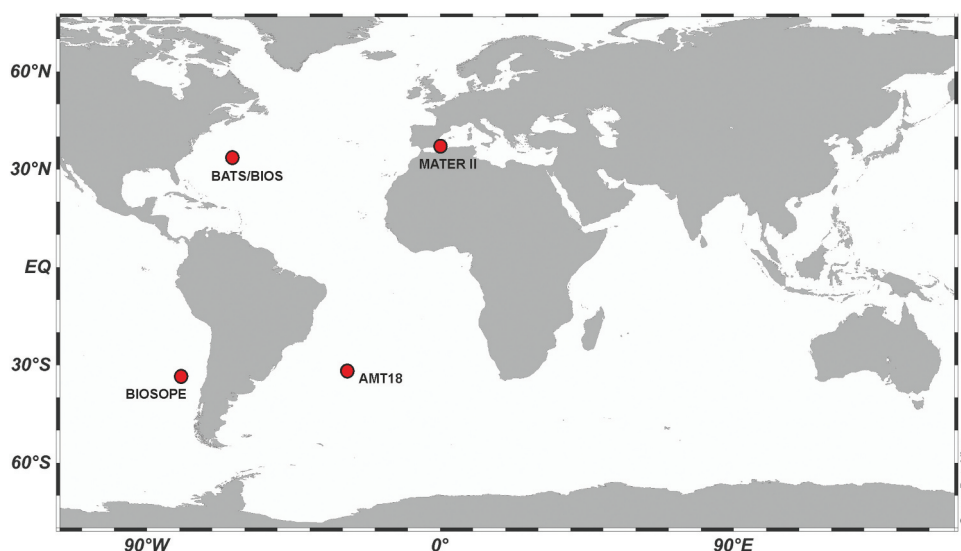 60°N
MATER II
BATS/BIOS
30°N
EQ
30°S
BIOSOPE
AMT18
60°S
90°W
0°
90°E